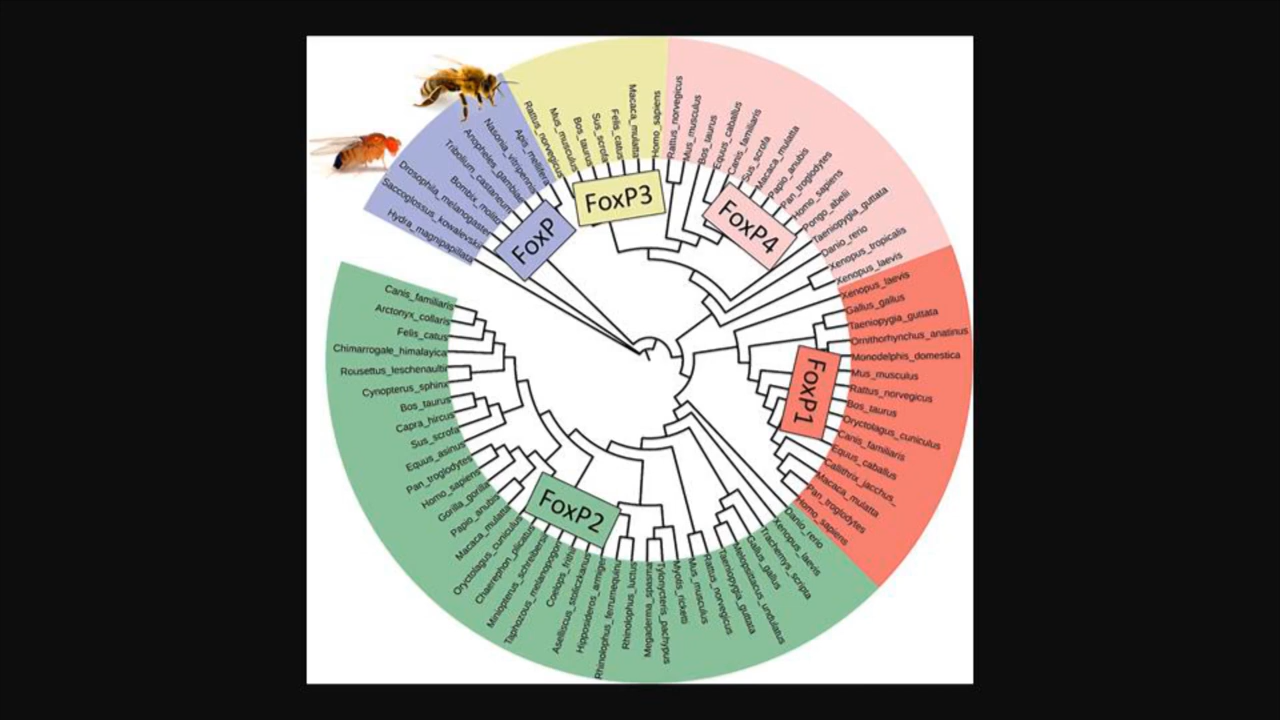 FoxP
Hydra_magnipapillata
Saccoglossus_kowalevskii
Drosophila_melanogaster
Bombix_molitu
Tribolium_castaneum
Anopheles_gambiae
Nasonia_vitripennis
Apis_mellifera
FoxP3
Rattus_norvegicus
Mus_musculus
Bos_taurus
Sus_scrofa
Felis_catus
Macaca_mulatta
Homo_sapiens
FoxP4
Rattus_norvegicus
Mus_musculus
Bos_taurus
Equus_caballus
Canis_familiaris
Sus_scrofa
Macaca_mulatta
Papio_anubis
Pan_troglodytes
Homo_sapiens
Pongo_abelii
Taeniopygia_guttata
Danio_rerio
Xenopus_tropicalis
Xenopus_laevis
FoxP1
Xenopus_laevis
Gallus_gallus
Taeniopygia_guttata
Ornithorhynchus_anatinus
Monodelphis_domestica
Mus_musculus
Rattus_norvegicus
Bos_taurus
Oryctolagus_cuniculus
Canis_familiaris
Equus_caballus
Callithrix_jacchus_
Macaca_mulatta
Pan_troglodytes
Homo_sapiens
FoxP2
Danio_rerio
Xenopus_laevis
Trachemys_scripta
Gallus_gallus
Melopsittacus_undulatus
Taeniopygia_guttata
Rattus_norvegicus
Mus_musculus
Myotis_ricketti
Tylonycteris_pachypus
Megaderma_spasma
Rhinolophus_luctus
Rhinolophus_ferrumequinum
Hipposideros_armiger
Aselliscus_stoliczkanus
Coelops_frithii
Taphozous_melanopogon
Miniopterus_schreibersii
Chaerephon_plicatus
Oryctolagus_cuniculus
Macaca_mulatta
Papio_anubis
Gorilla_gorilla
Homo_sapiens
Pan_troglodytes
Equus_asinus
Sus_scrofa
Capra_hircus
Bos_taurus
Cynopterus_sphinx
Rousettus_leschenaultii
Chimarrogale_himalayica
Felis_catus
Arctonyx_collaris
Canis_familiaris